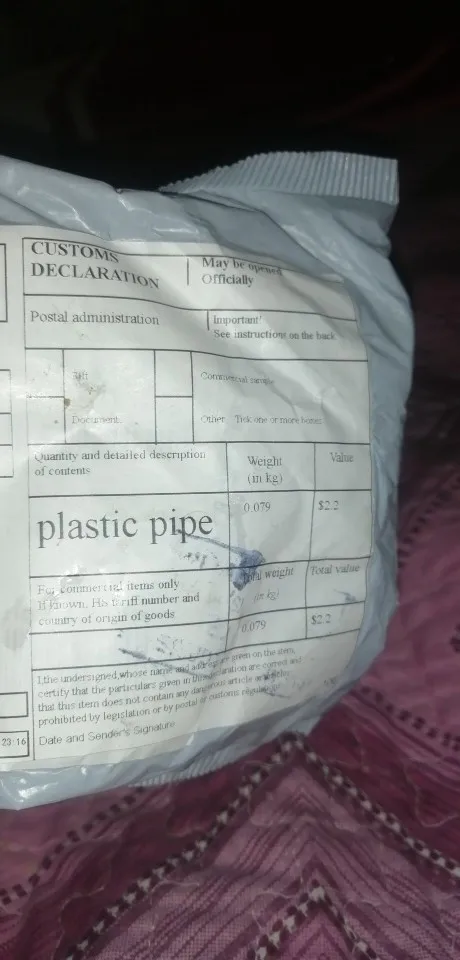 CUSTOMS
DECLARATION
May be opened
Officially
Postal administration
Important!
See instructions on the back
Gift
Commercial sample
Document
Other Tick one or more boxes
Quantity and detailed description
of contents
Weight
(in kg)
Value
plastic pipe
0.079
$2.2
For commercial items only
If known, Hs tariff number and
country of origin of goods
Total weight
(in kg)
Total value
0.079
$2.2
I,the undersigned,whose name and address are given on the item,
certify that the particulars given in this declaration are correct and
that this item does not contain any dangerous article
prohibited by legislation or by postal or customs regulations
23:16
Date and Sender's Signature